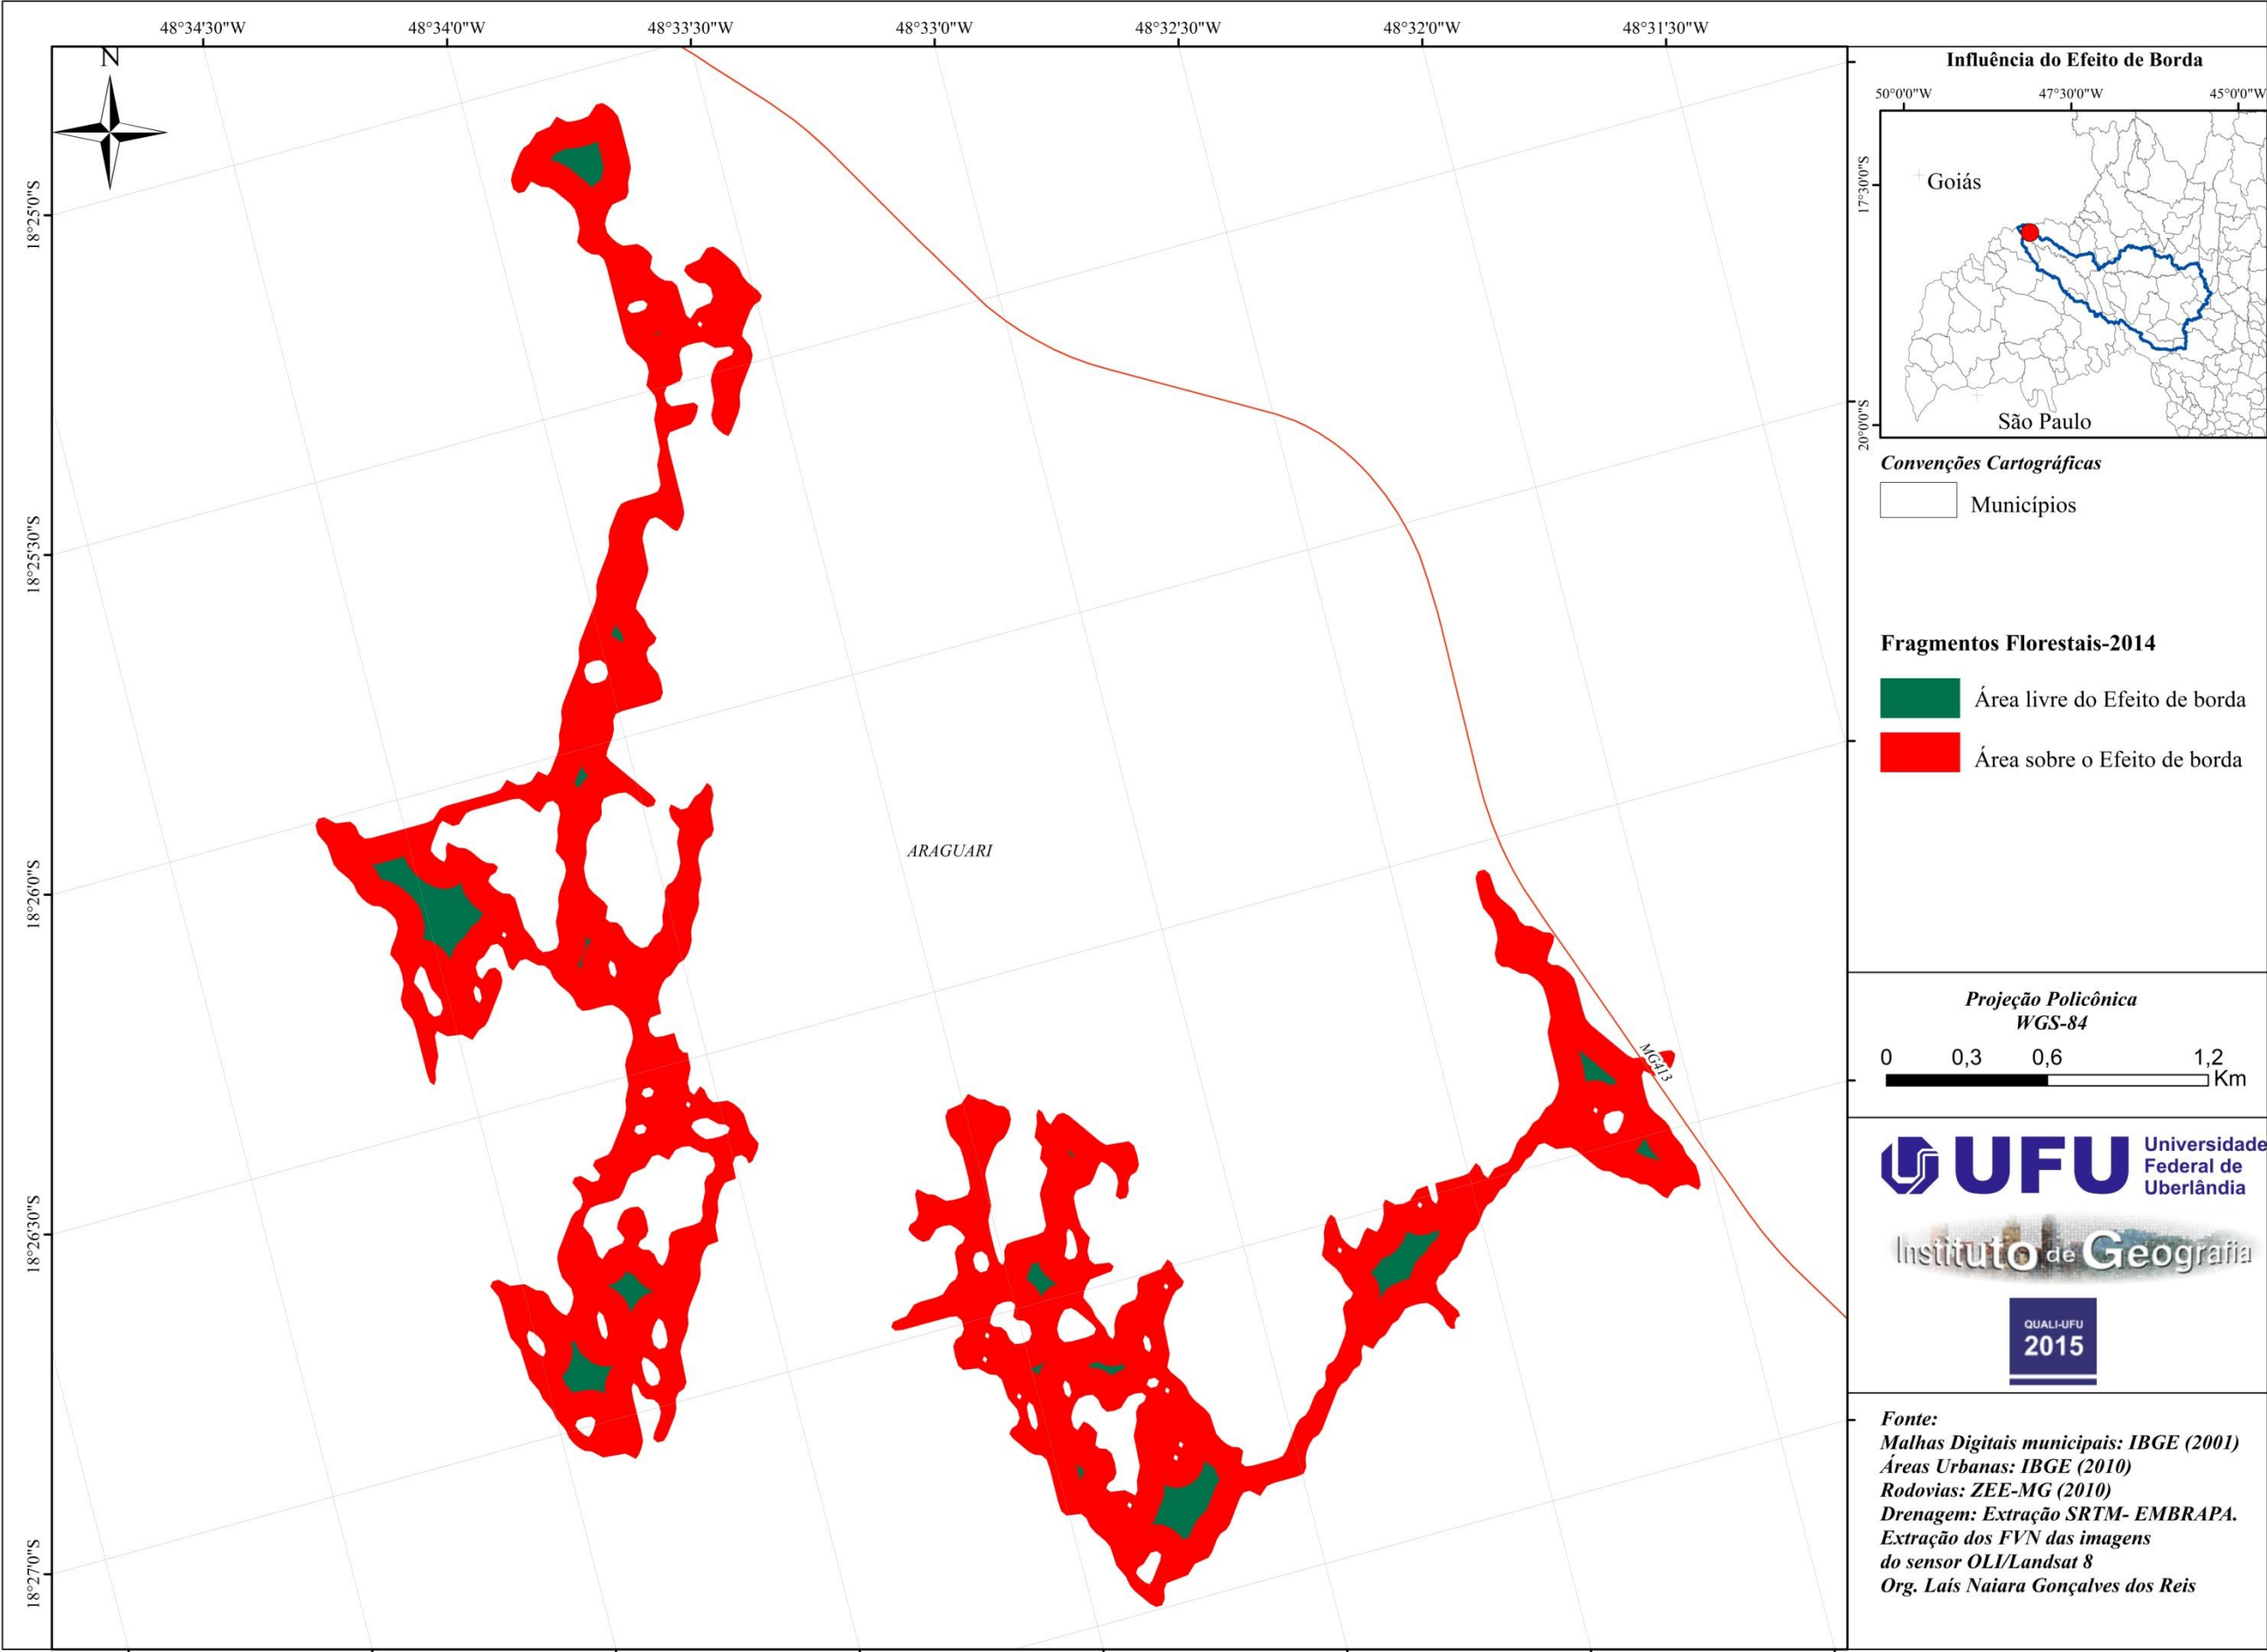 48°34'30"W 48°34'0"W 48°33'30"W 48°33'0"W 48°32'30"W 48°32'0"W 48°31'30"W
N
18°25'0"S
18°25'30"S
18°26'0"S
18°26'30"S
18°27'0"S
ARAGUARI
MG413
Influência do Efeito de Borda
50°0'0"W 47°30'0"W 45°0'0"W
17°30'0"S
20°0'0"S
Goiás
São Paulo
Convenções Cartográficas
Municípios
Fragmentos Florestais-2014
Área livre do Efeito de borda
Área sobre o Efeito de borda
Projeção Policônica
WGS-84
0 0,3 0,6 1,2
Km
UFU
Universidade
Federal de
Uberlândia
Instituto de Geografia
QUALI-UFU
2015
Fonte:
Malhas Digitais municipais: IBGE (2001)
Áreas Urbanas: IBGE (2010)
Rodovias: ZEE-MG (2010)
Drenagem: Extração SRTM- EMBRAPA.
Extração dos FVN das imagens
do sensor OLI/Landsat 8
Org. Laís Naiara Gonçalves dos Reis